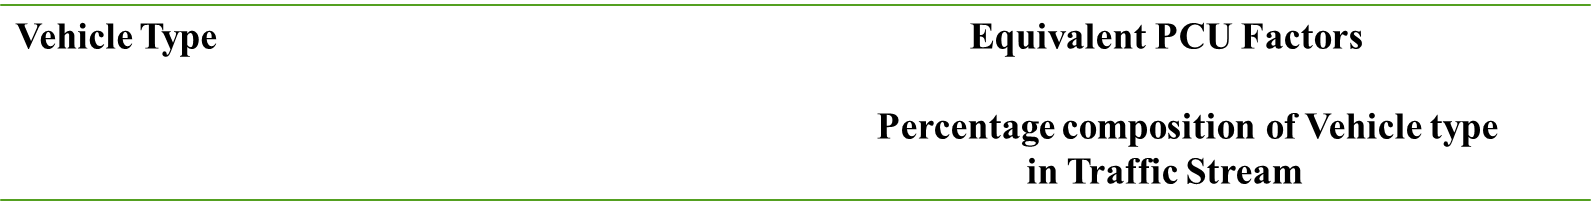 Vehicle Type
Equivalent PCU Factors
Percentage composition of Vehicle type
in Traffic Stream